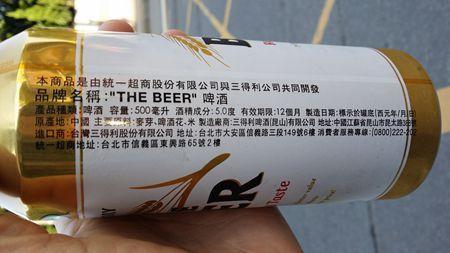 本商品是由統一超商股份有限公司與三得利公司共同開發
品牌名稱:"THE BEER" 啤酒
產品種類:啤酒 容量:500毫升 酒精成分:5.0度 有效期限:12個月 製造日期:標示於罐底(西元年/月/日)
原產地:中國 主要原料:麥芽、啤酒花、米 製造廠商:三得利啤酒(昆山)有限公司 地址:中國江蘇省昆山市昆太路
進口商:台灣三得利股份有限公司 地址:台北市大安區信義路三段149號6樓 消費者服務專線:(0800)222-
統一超商地址:台北市信義區東興路65號2樓
ER
Taste